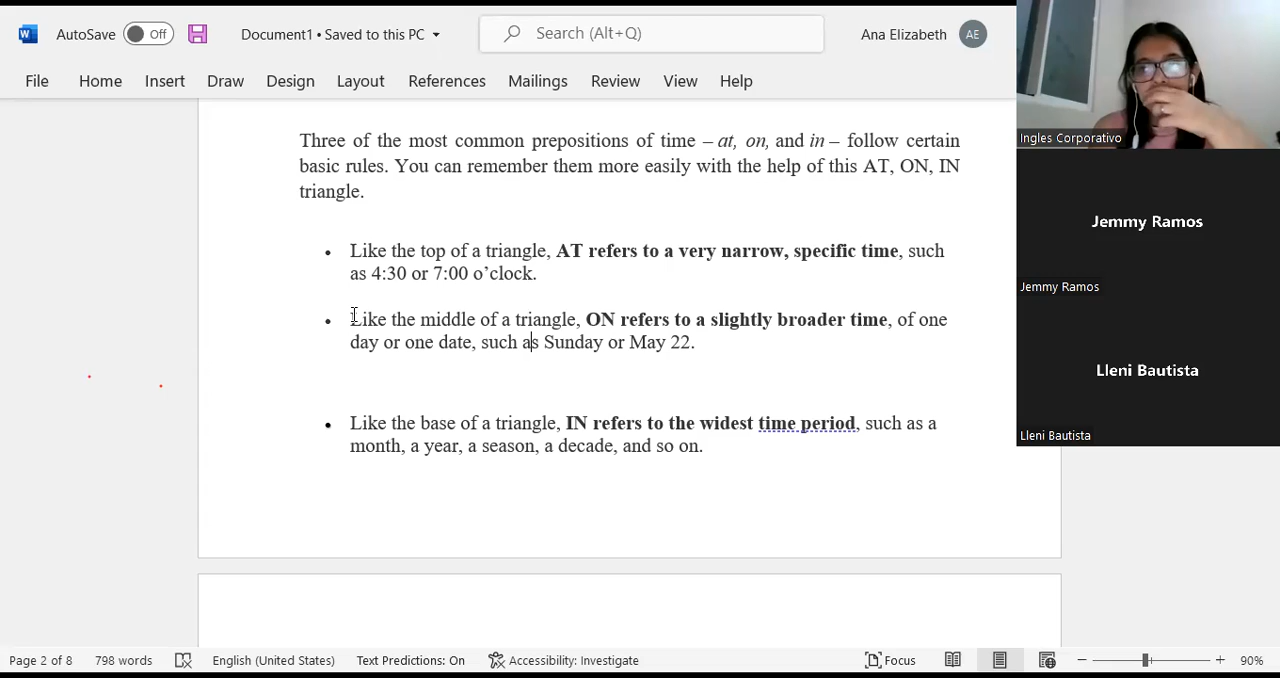 AutoSave Off Document1 • Saved to this PC Search (Alt+Q) Ana Elizabeth AE
File Home Insert Draw Design Layout References Mailings Review View Help
Three of the most common prepositions of time – at, on, and in – follow certain
basic rules. You can remember them more easily with the help of this AT, ON, IN
triangle.
• Like the top of a triangle, AT refers to a very narrow, specific time, such
as 4:30 or 7:00 o’clock.
• Like the middle of a triangle, ON refers to a slightly broader time, of one
day or one date, such as Sunday or May 22.
• Like the base of a triangle, IN refers to the widest time period, such as a
month, a year, a season, a decade, and so on.
Ingles Corporativo
Jemmy Ramos
Jemmy Ramos
Lleni Bautista
Lleni Bautista
Page 2 of 8 798 words English (United States) Text Predictions: On Accessibility: Investigate Focus 90%